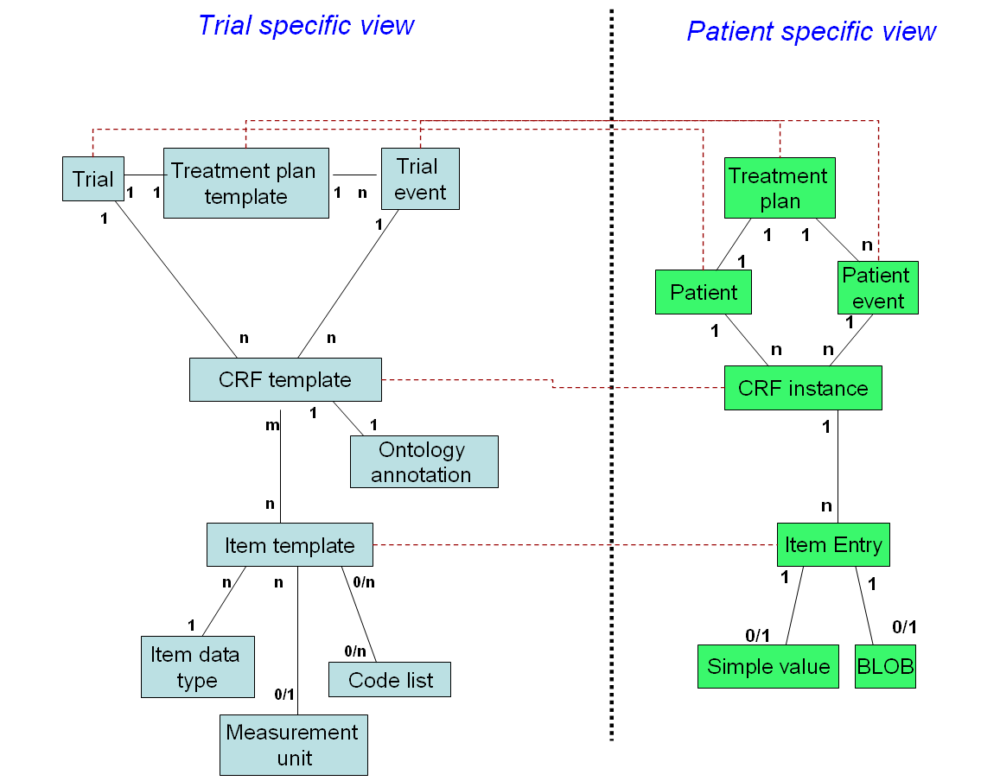 Trial specific view
Patient specific view
Trial
Treatment plan
template
Trial
event
1
1
1
n
1
1
n
n
CRF template
m
1
1
Ontology
annotation
n
Item template
n
n
0/n
1
0/n
0/1
Item data
type
Code list
Measurement
unit
Treatment
plan
1
1
1
n
Patient
Patient
event
1
1
n
n
CRF instance
1
n
Item Entry
1
1
0/1
0/1
Simple value
BLOB